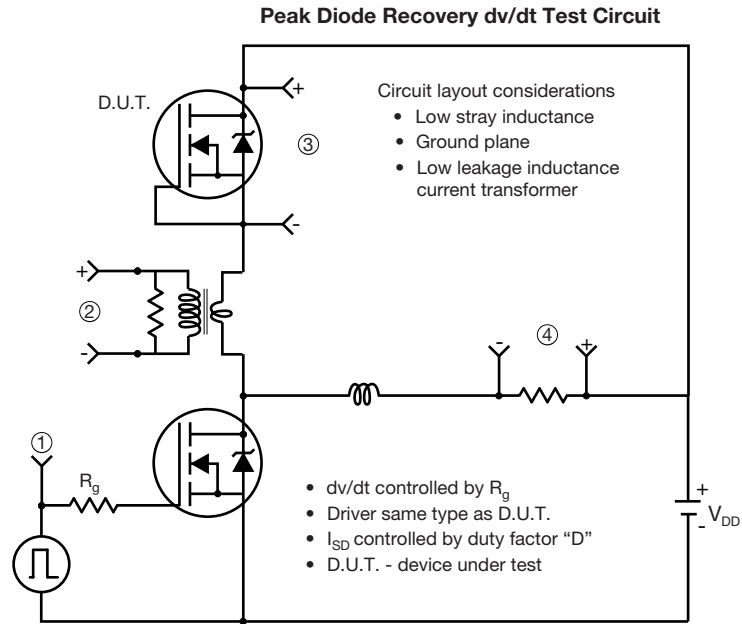 Peak Diode Recovery dv/dt Test Circuit
D.U.T.
+
③
-
Circuit layout considerations
• Low stray inductance
• Ground plane
• Low leakage inductance
current transformer
+
②
-
-
④
+
①
Rg
• dv/dt controlled by Rg
• Driver same type as D.U.T.
• ISD controlled by duty factor “D”
• D.U.T. - device under test
+
VDD
-